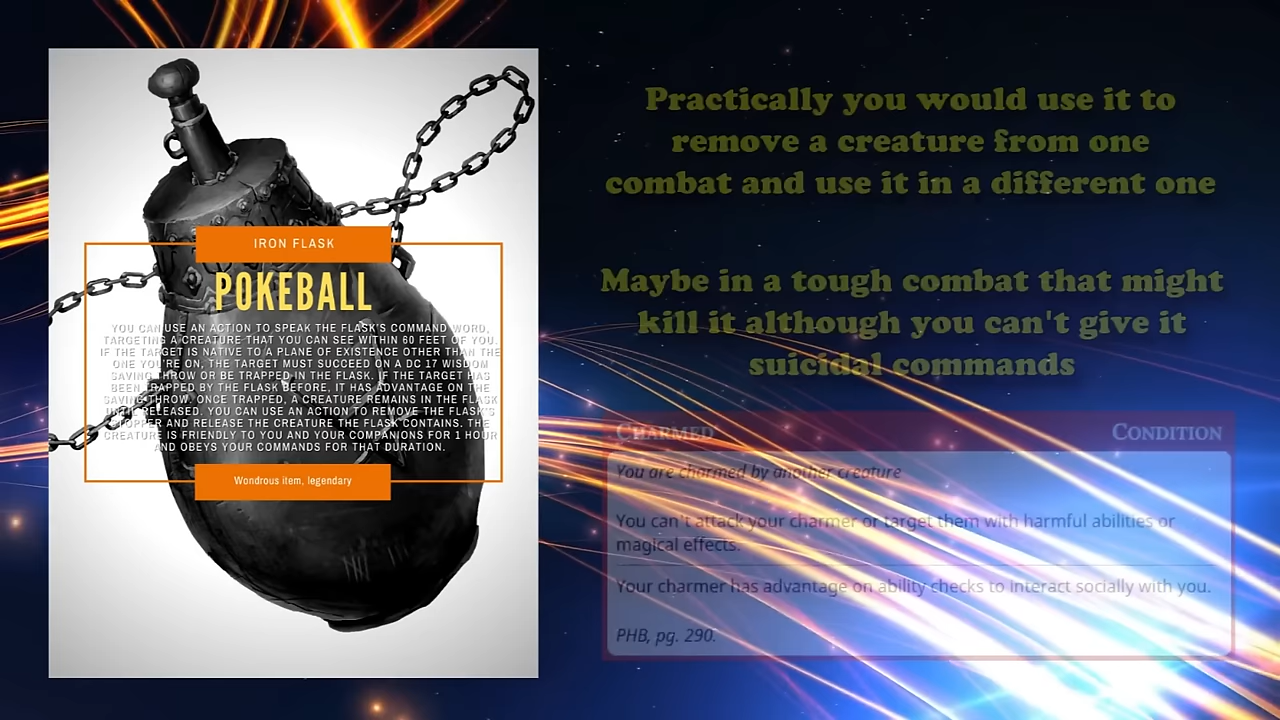 IRON FLASK
POKEBALL
YOU CAN USE AN ACTION TO SPEAK THE FLASK'S COMMAND WORD,
TARGETING A CREATURE THAT YOU CAN SEE WITHIN 60 FEET OF YOU.
IF THE TARGET IS NATIVE TO A PLANE OF EXISTENCE OTHER THAN THE
ONE YOU'RE ON, THE TARGET MUST SUCCEED ON A DC 17 WISDOM
SAVING THROW OR BE TRAPPED IN THE FLASK. IF THE TARGET HAS
BEEN TRAPPED BY THE FLASK BEFORE, IT HAS ADVANTAGE ON THE
SAVING THROW. ONCE TRAPPED, A CREATURE REMAINS IN THE FLASK
UNTIL RELEASED. YOU CAN USE AN ACTION TO REMOVE THE FLASK'S
STOPPER AND RELEASE THE CREATURE THE FLASK CONTAINS. THE
CREATURE IS FRIENDLY TO YOU AND YOUR COMPANIONS FOR 1 HOUR
AND OBEYS YOUR COMMANDS FOR THAT DURATION.
Wondrous item, legendary
Practically you would use it to
remove a creature from one
combat and use it in a different one
Maybe in a tough combat that might
kill it although you can't give it
suicidal commands
CHARMED CONDITION
You are charmed by another creature
You can't attack your charmer or target them with harmful abilities or
magical effects.
Your charmer has advantage on ability checks to interact socially with you.
PHB, pg. 290.